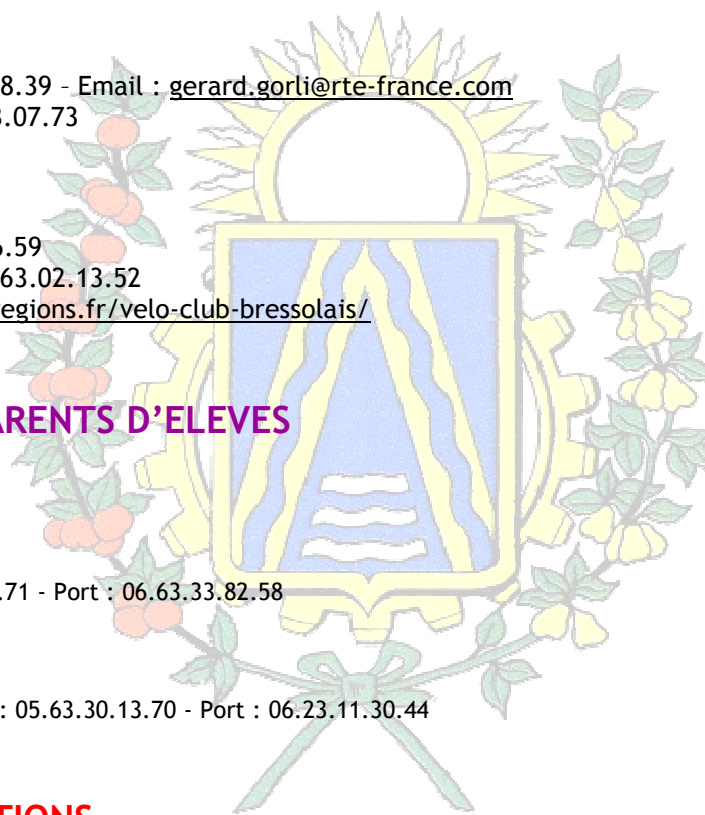 8.39 - Email : gerard.gorli@rte-france.com
.07.73
.59
63.02.13.52
egions.fr/velo-club-bressolais/
ARENTS D'ELEVES
.71 - Port : 06.63.33.82.58
: 05.63.30.13.70 - Port : 06.23.11.30.44
TIONS